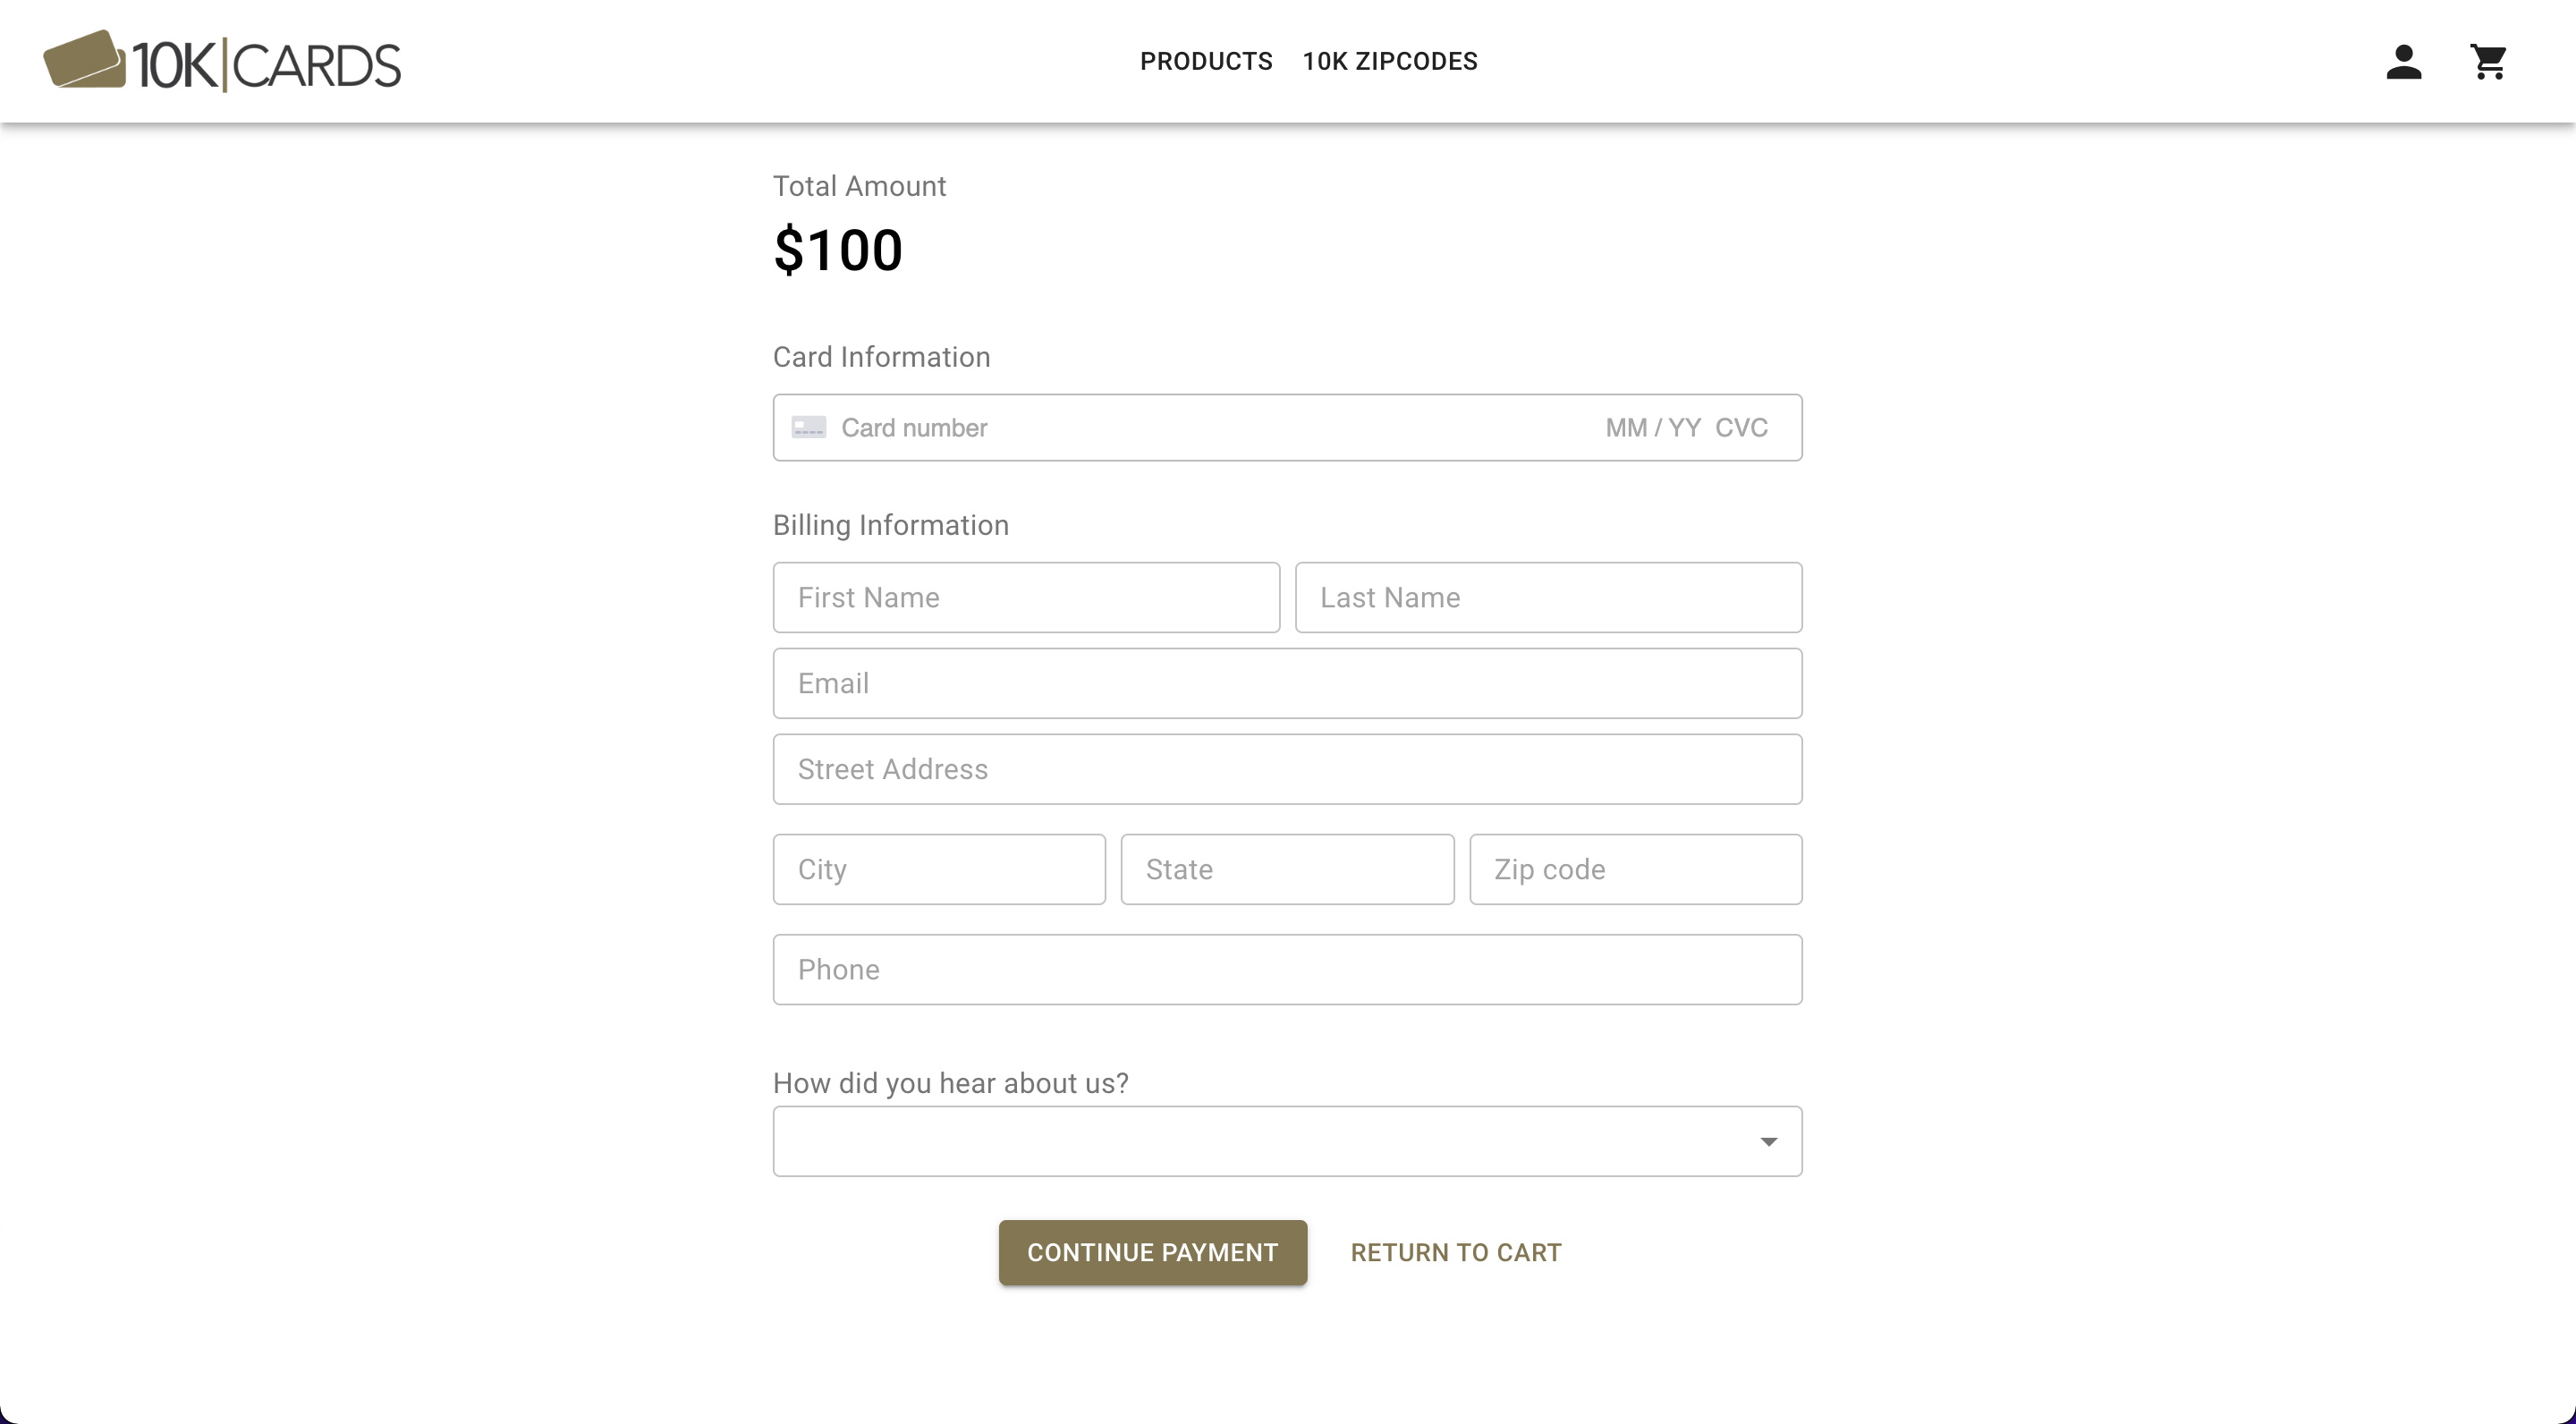 10K|CARDS
PRODUCTS 10K ZIPCODES
Total Amount
$100
Card Information
Card number MM / YY CVC
Billing Information
First Name Last Name
Email
Street Address
City State Zip code
Phone
How did you hear about us?
CONTINUE PAYMENT RETURN TO CART